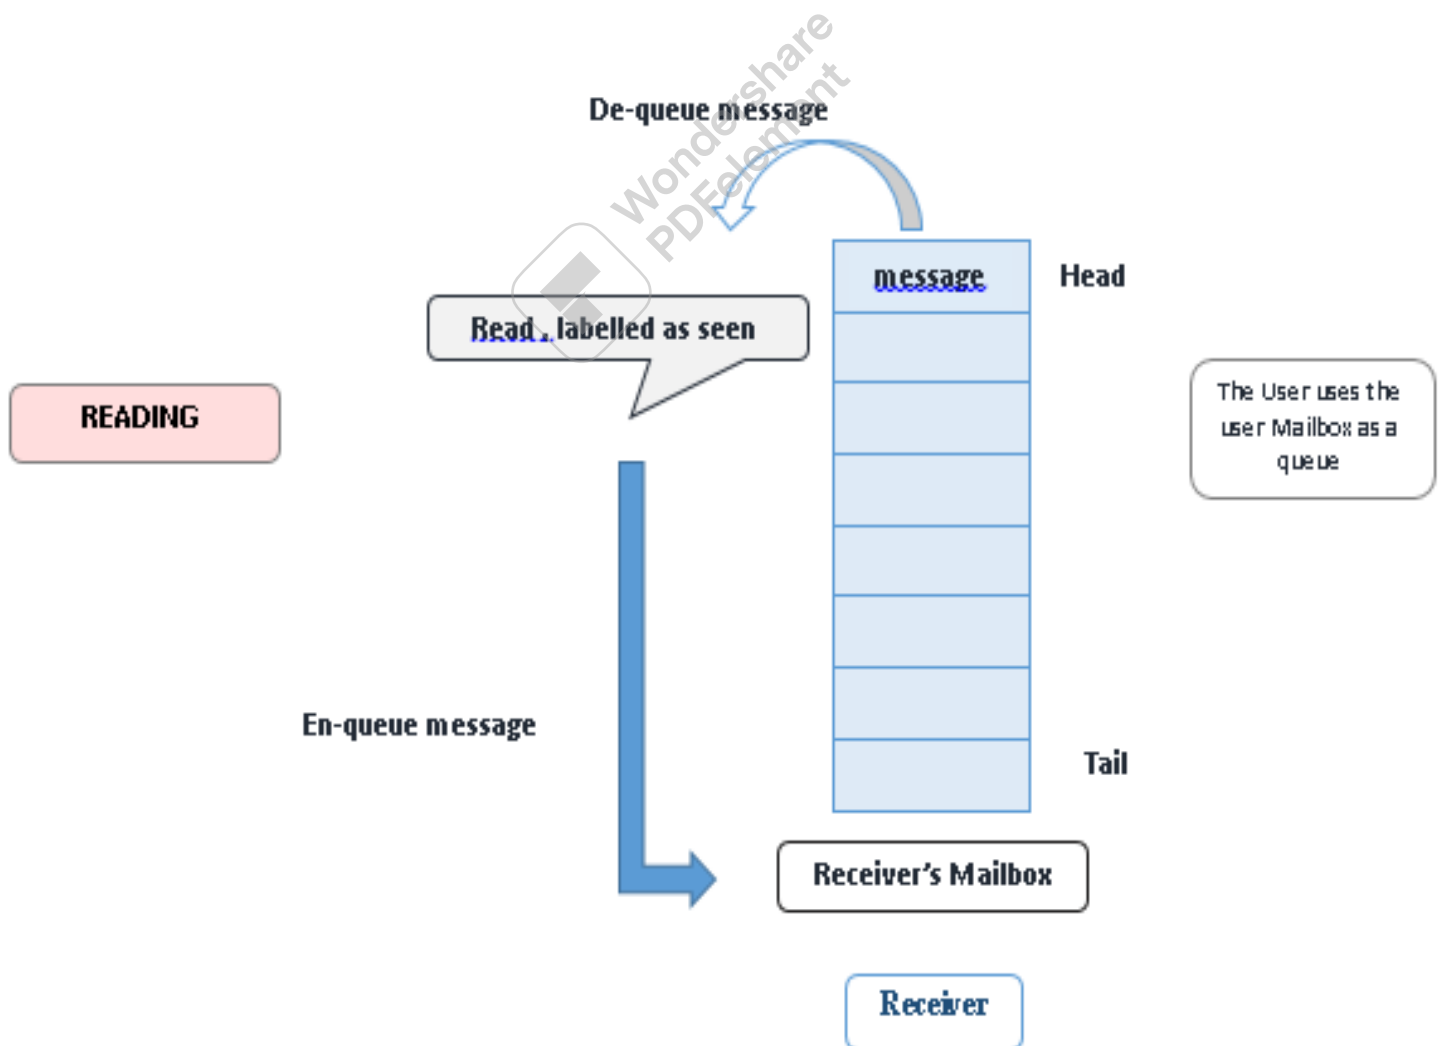 Wondershare
PDFelement
De-queue message
message
Head
Read , labelled as seen
READING
The User uses the
user Mailbox as a
queue
En-queue message
Tail
Receiver's Mailbox
Receiver